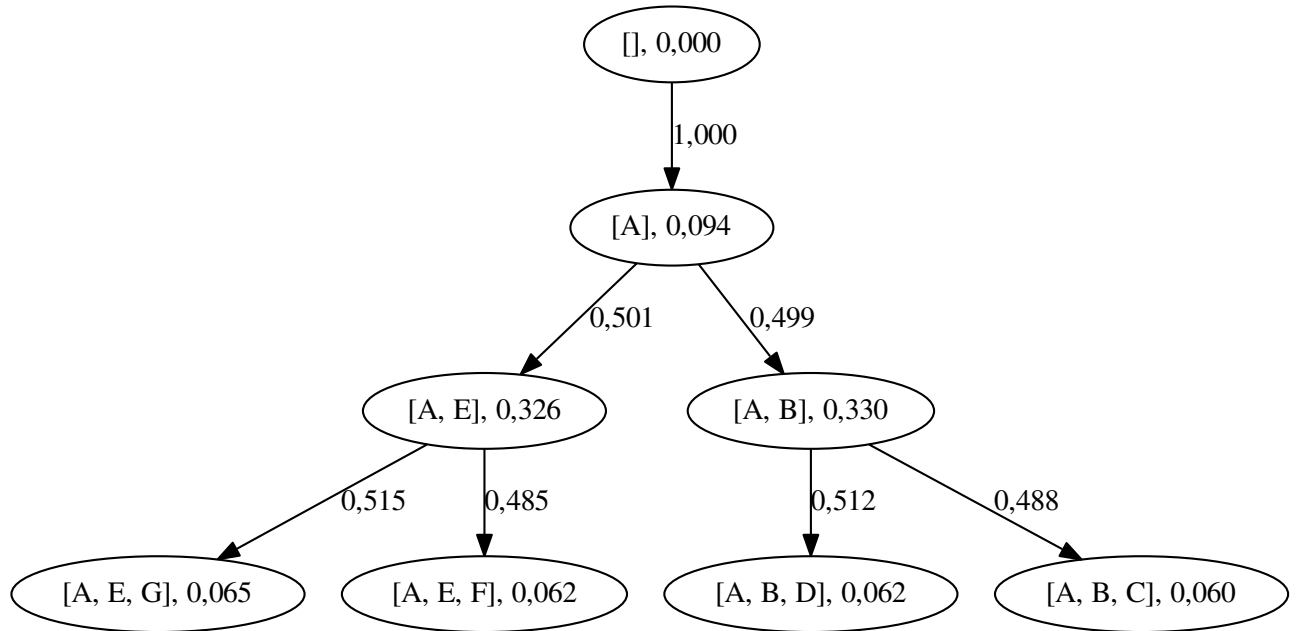 [], 0,000
1,000
[A], 0,094
0,501
0,499
[A, E], 0,326
[A, B], 0,330
0,515
0,485
0,512
0,488
[A, E, G], 0,065
[A, E, F], 0,062
[A, B, D], 0,062
[A, B, C], 0,060